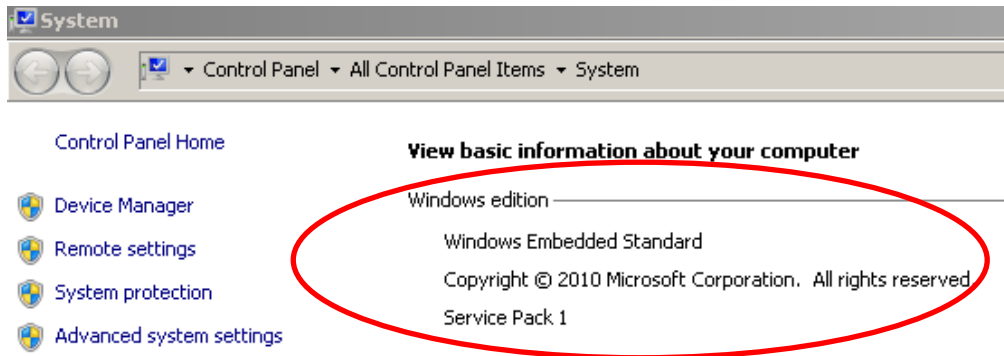 System
Control Panel All Control Panel Items System
Control Panel Home
View basic information about your computer
Device Manager
Windows edition
Remote settings
Windows Embedded Standard
System protection
Copyright © 2010 Microsoft Corporation. All rights reserved.
Advanced system settings
Service Pack 1